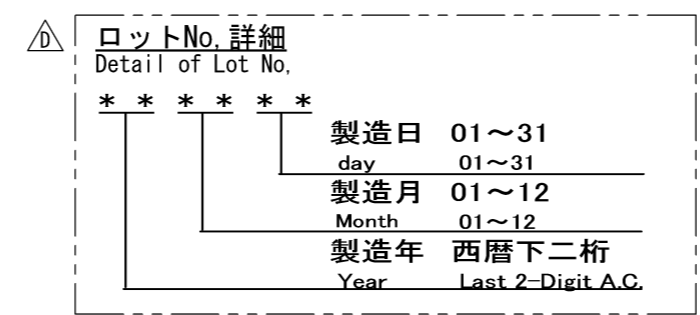 D
ロットNo,詳細
Detail of Lot No,
** ** **
製造日 01～31
day 01～31
製造月 01～12
Month 01～12
製造年 西暦下二桁
Year Last 2-Digit A.C.